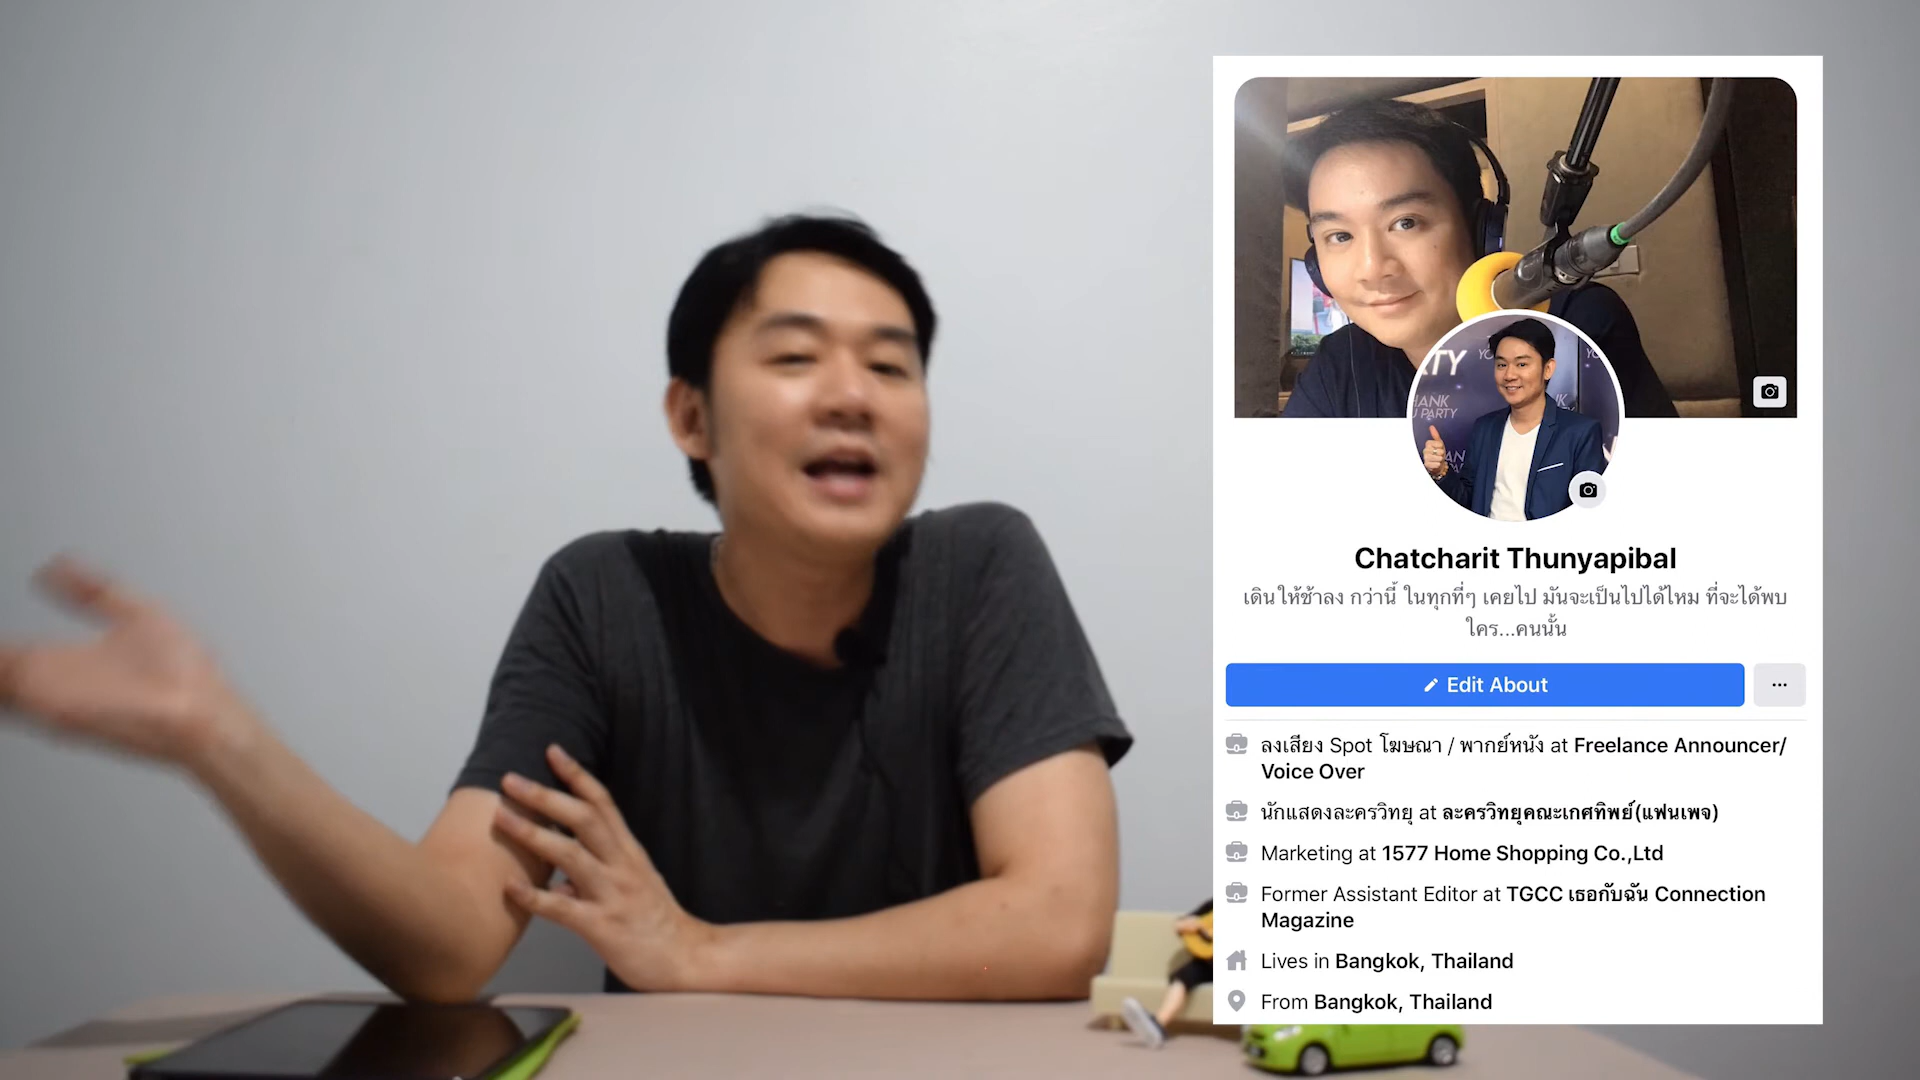 TY
YO
YO
HANK
U PARTY
Chatcharit Thunyapibal
เดินให้ช้าลง กว่านี้ ในทุกที่ๆ เคยไป มันจะเป็นไปได้ไหม ที่จะได้พบ
ใคร...คนนั้น
Edit About
ลงเสียง Spot โฆษณา / พากย์หนัง at Freelance Announcer/
Voice Over
นักแสดงละครวิทยุ at ละครวิทยุคณะเกศทิพย์(แฟนเพจ)
Marketing at 1577 Home Shopping Co.,Ltd
Former Assistant Editor at TGCC เธอกับฉัน Connection
Magazine
Lives in Bangkok, Thailand
From Bangkok, Thailand